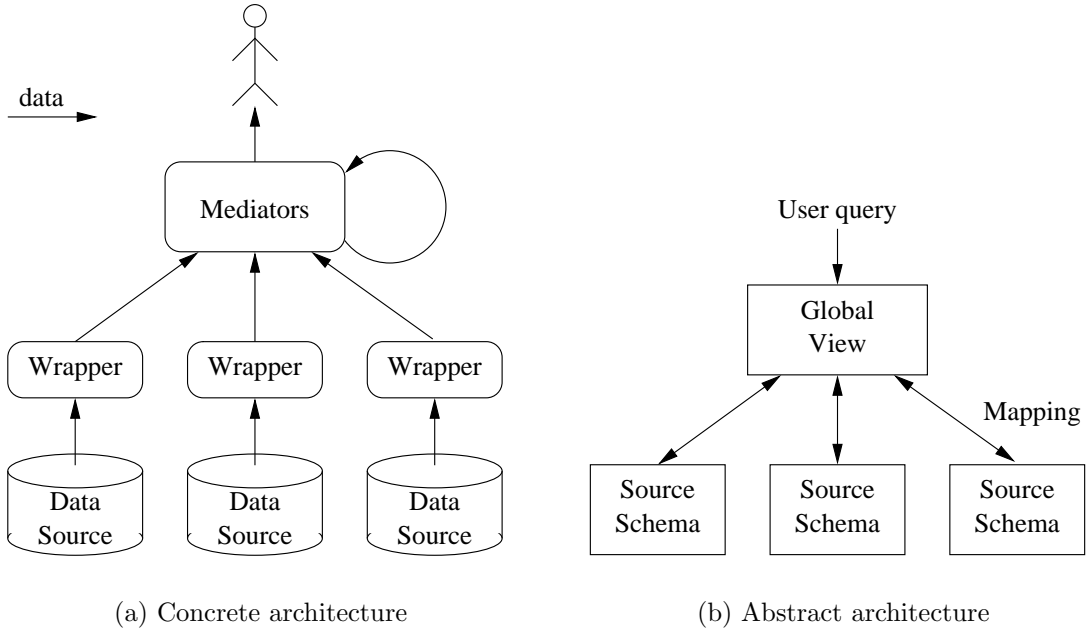 data
Mediators
Wrapper
Wrapper
Wrapper
Data
Source
Data
Source
Data
Source
(a) Concrete architecture
User query
Global
View
Mapping
Source
Schema
Source
Schema
Source
Schema
(b) Abstract architecture